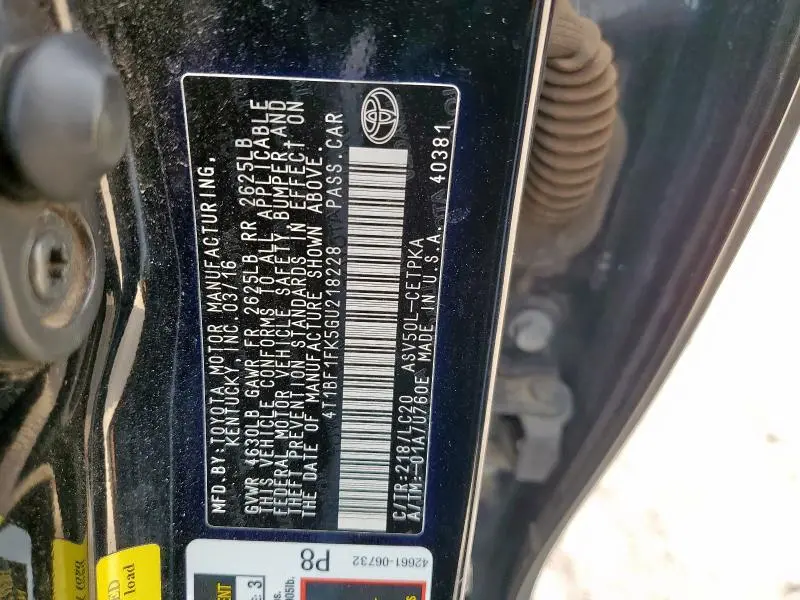 MFD.BY:TOYOTA MOTOR MANUFACTURING,
KENTUCKY, INC. 03/16
GVWR 4630LB GAWR FR 2625LB RR 2625LB
THIS VEHICLE CONFORMS TO ALL APPLICABLE
FEDERAL MOTOR VEHICLE SAFETY, BUMPER AND
THEFT PREVENTION STANDARDS IN EFFECT ON
THE DATE OF MANUFACTURE SHOWN ABOVE.
4T1BF1FK5GU218228 PASS.CAR
C/TR:218/LC20 ASV50L-CETPKA
A/TM:-01A/U760E MADE IN U.S.A. 40381
P8
42661-06732
load